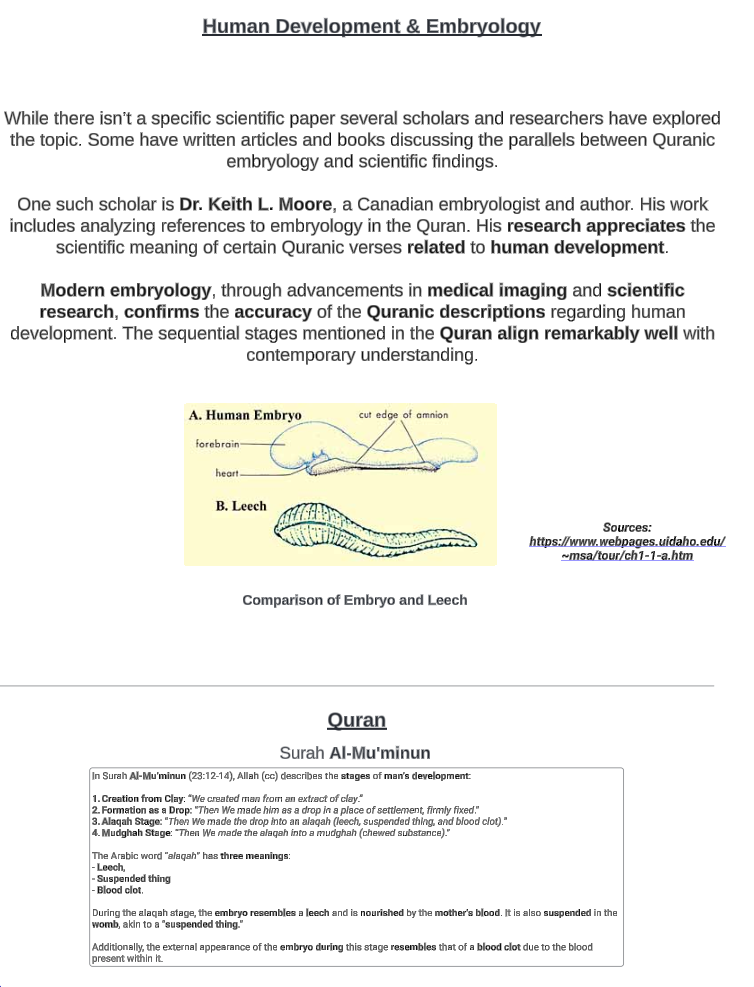 Human Development & Embryology
While there isn't a specific scientific paper several scholars and researchers have explored
the topic. Some have written articles and books discussing the parallels between Quranic
embryology and scientific findings.
One such scholar is Dr. Keith L. Moore, a Canadian embryologist and author. His work
includes analyzing references to embryology in the Quran. His research appreciates the
scientific meaning of certain Quranic verses related to human development.
Modern embryology, through advancements in medical imaging and scientific
research, confirms the accuracy of the Quranic descriptions regarding human
development. The sequential stages mentioned in the Quran align remarkably well with
contemporary understanding.
A. Human Embryo
cut edge of amnion
forebrain
heart
B. Leech
Sources:
https://www.webpages.uidaho.edu/
~msa/tour/ch1-1-a.htm
Comparison of Embryo and Leech
Quran
Surah Al-Mu'minun
In Surah Al-Mu'minun (23:12-14), Allah (cc) describes the stages of man's development:
1. Creation from Clay: "We created man from an extract of clay."
2. Formation as a Drop: "Then We made him as a drop in a place of settlement, firmly fixed."
3. Alaqah Stage: "Then We made the drop into an alaqah (leech, suspended thing, and blood clot)."
4. Mudghah Stage: "Then We made the alaqah into a mudghah (chewed substance)."
The Arabic word "alaqah" has three meanings:
- Leech,
- Suspended thing
- Blood clot.
During the alaqah stage, the embryo resembles a leech and is nourished by the mother's blood. It is also suspended in the
womb, akin to a "suspended thing."
Additionally, the external appearance of the embryo during this stage resembles that of a blood clot due to the blood
present within it.